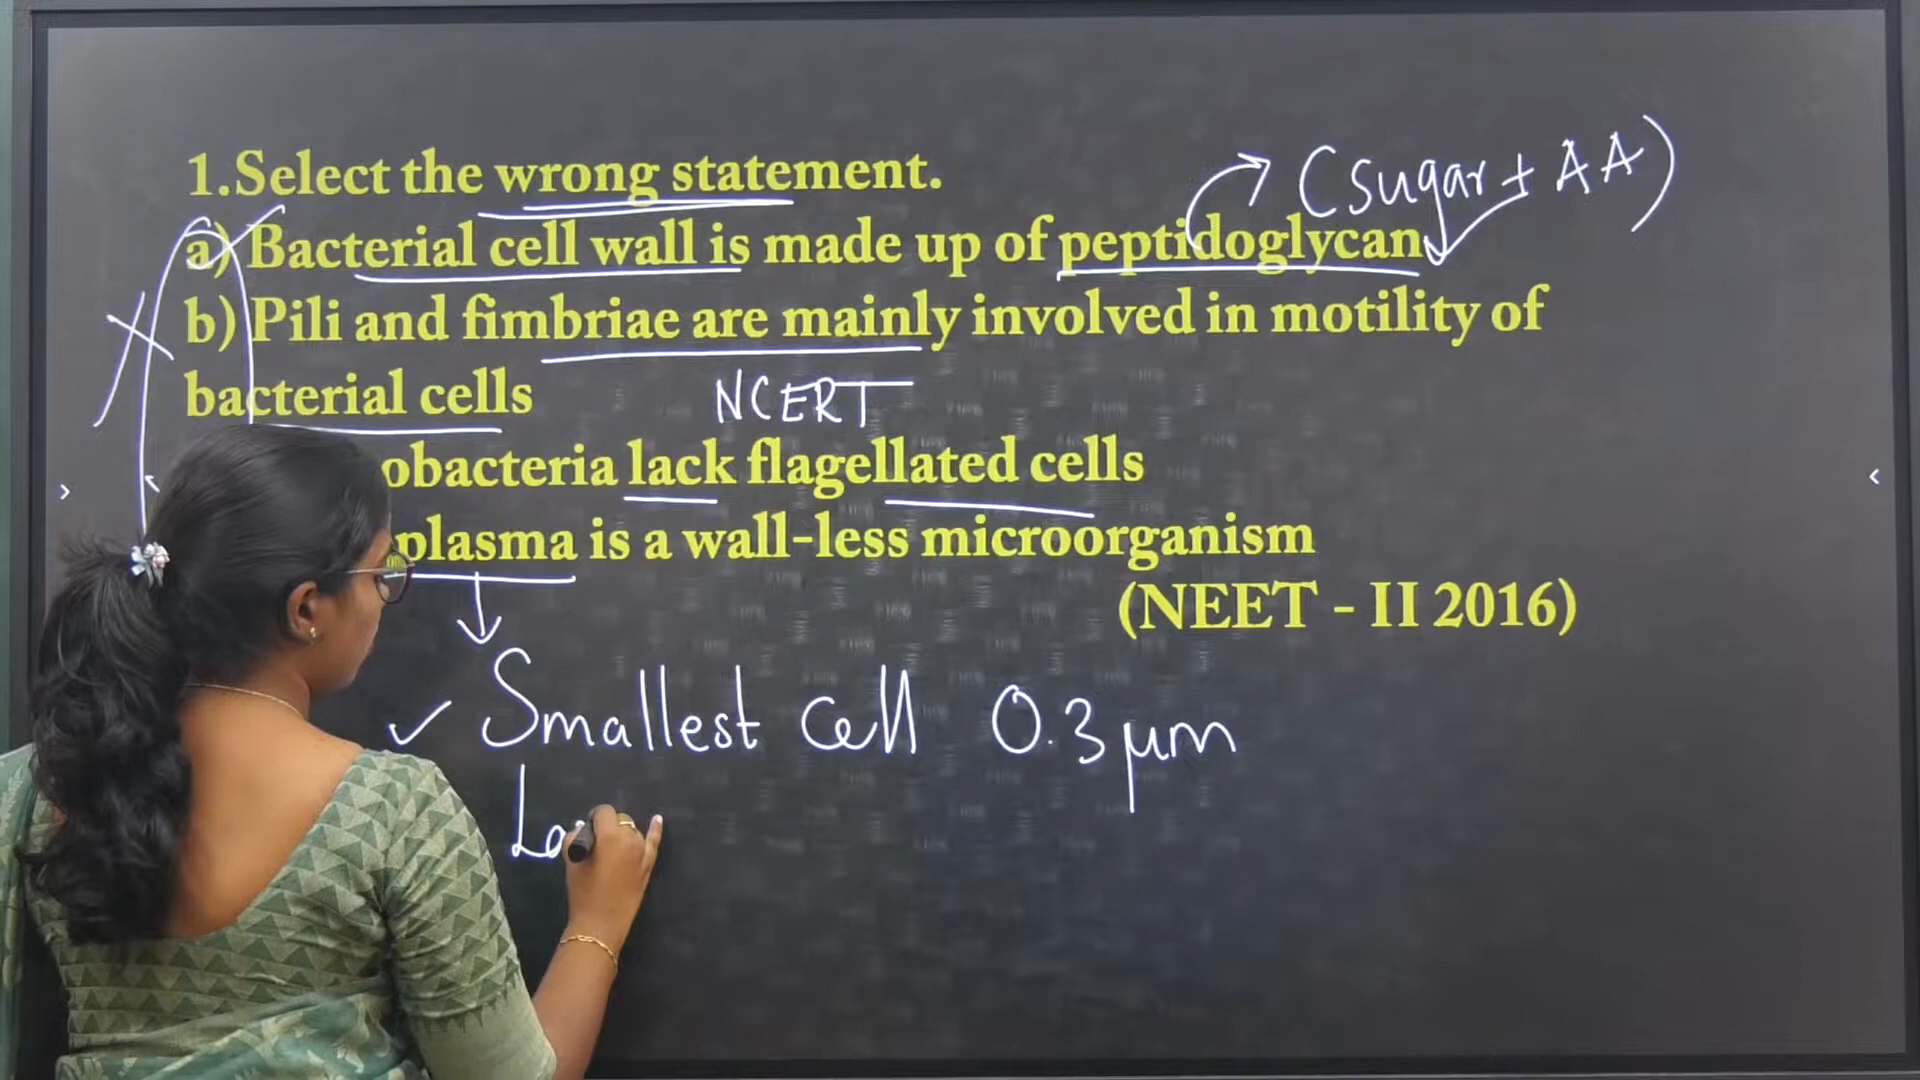 1.Select the wrong statement.
(Sugar + AA)
a) Bacterial cell wall is made up of peptidoglycan
b) Pili and fimbriae are mainly involved in motility of
bacterial cells
NCERT
obacteria lack flagellated cells
plasma is a wall-less microorganism
(NEET - II 2016)
Smallest cell 0.3 μm